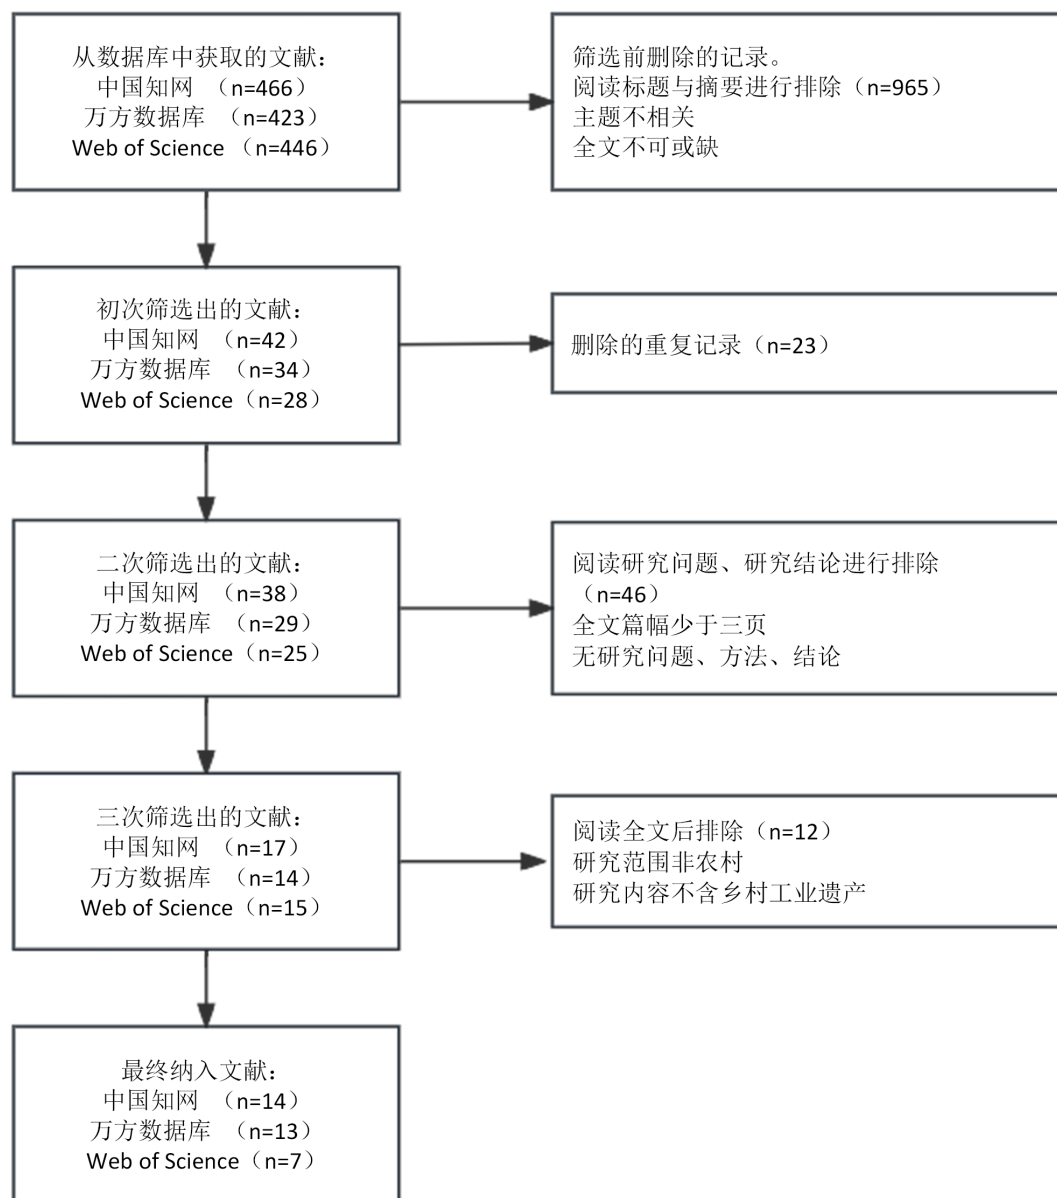 从数据库中获取的文献：
中国知网 （n=466）
万方数据库 （n=423）
Web of Science （n=446）
筛选前删除的记录。
阅读标题与摘要进行排除（n=965）
主题不相关
全文不可或缺
初次筛选出的文献：
中国知网 （n=42）
万方数据库 （n=34）
Web of Science（n=28）
删除的重复记录（n=23）
二次筛选出的文献：
中国知网 （n=38）
万方数据库 （n=29）
Web of Science（n=25）
阅读研究问题、研究结论进行排除
（n=46）
全文篇幅少于三页
无研究问题、方法、结论
三次筛选出的文献：
中国知网 （n=17）
万方数据库 （n=14）
Web of Science（n=15）
阅读全文后排除（n=12）
研究范围非农村
研究内容不含乡村工业遗产
最终纳入文献：
中国知网 （n=14）
万方数据库 （n=13）
Web of Science（n=7）